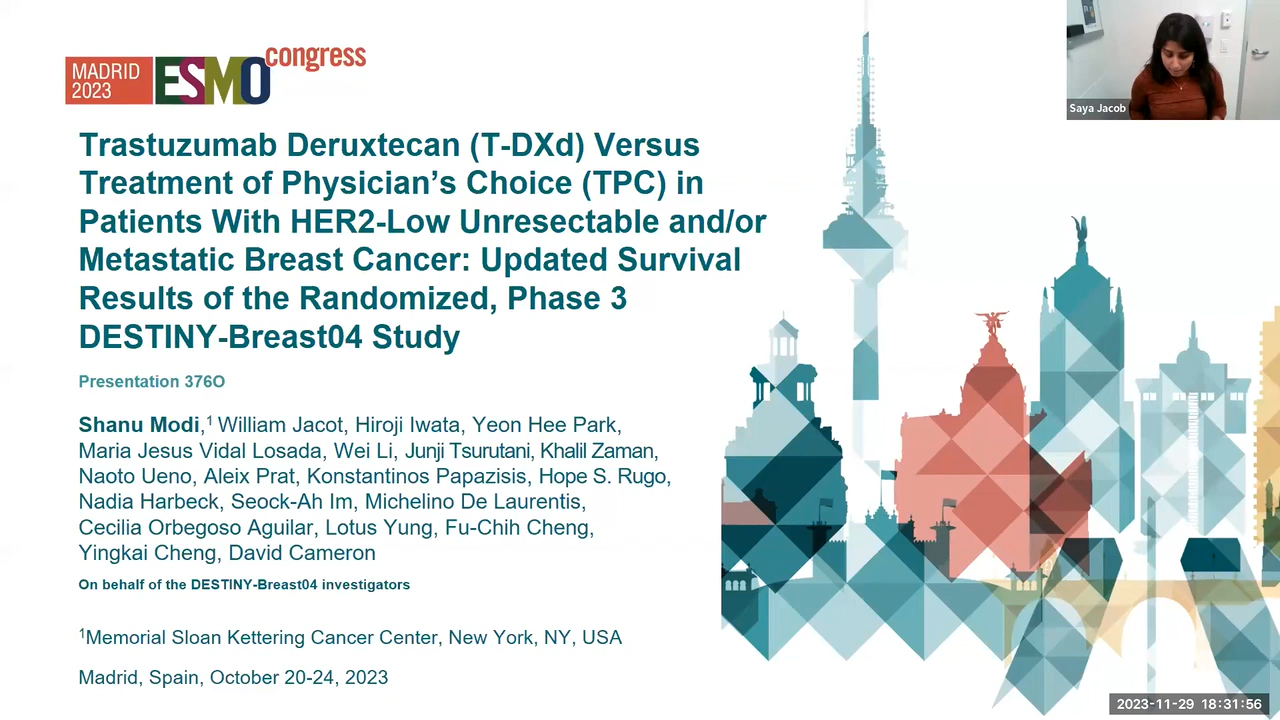 MADRID
2023
ESMO
congress
Saya Jacob
Trastuzumab Deruxtecan (T-DXd) Versus
Treatment of Physician's Choice (TPC) in
Patients With HER2-Low Unresectable and/or
Metastatic Breast Cancer: Updated Survival
Results of the Randomized, Phase 3
DESTINY-Breast04 Study
Presentation 376O
Shanu Modi,¹ William Jacot, Hiroji Iwata, Yeon Hee Park,
Maria Jesus Vidal Losada, Wei Li, Junji Tsurutani, Khalil Zaman,
Naoto Ueno, Aleix Prat, Konstantinos Papazisis, Hope S. Rugo,
Nadia Harbeck, Seock-Ah Im, Michelino De Laurentis,
Cecilia Orbegoso Aguilar, Lotus Yung, Fu-Chih Cheng,
Yingkai Cheng, David Cameron
On behalf of the DESTINY-Breast04 investigators
¹Memorial Sloan Kettering Cancer Center, New York, NY, USA
Madrid, Spain, October 20-24, 2023
2023-11-29 18:31:56